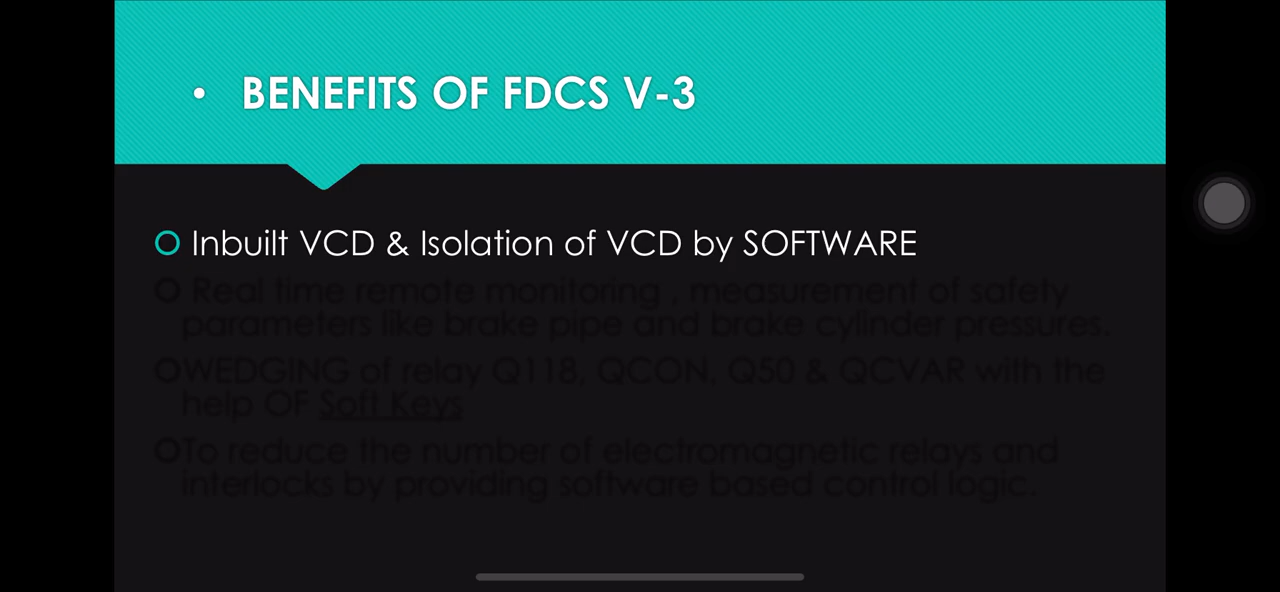 • BENEFITS OF FDCS V-3
Inbuilt VCD & Isolation of VCD by SOFTWARE
Real time remote monitoring , measurement of safety
parameters like brake pipe and brake cylinder pressures.
WEDGING of relay Q118, QCON, Q50 & QCVAR with the
help OF Soft Keys
To reduce the number of electromagnetic relays and
interlocks by providing software based control logic.